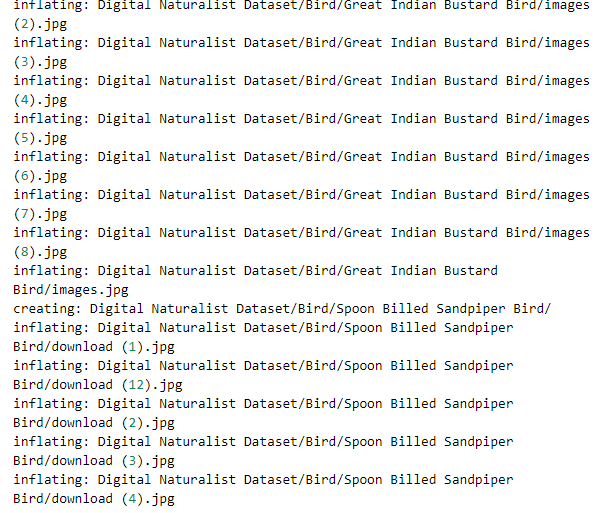 inflating: Digital Naturalist Dataset/Bird/Great Indian Bustard Bird/images
(2).jpg
inflating: Digital Naturalist Dataset/Bird/Great Indian Bustard Bird/images
(3).jpg
inflating: Digital Naturalist Dataset/Bird/Great Indian Bustard Bird/images
(4).jpg
inflating: Digital Naturalist Dataset/Bird/Great Indian Bustard Bird/images
(5).jpg
inflating: Digital Naturalist Dataset/Bird/Great Indian Bustard Bird/images
(6).jpg
inflating: Digital Naturalist Dataset/Bird/Great Indian Bustard Bird/images
(7).jpg
inflating: Digital Naturalist Dataset/Bird/Great Indian Bustard Bird/images
(8).jpg
inflating: Digital Naturalist Dataset/Bird/Great Indian Bustard
Bird/images.jpg
creating: Digital Naturalist Dataset/Bird/Spoon Billed Sandpiper Bird/
inflating: Digital Naturalist Dataset/Bird/Spoon Billed Sandpiper
Bird/download (1).jpg
inflating: Digital Naturalist Dataset/Bird/Spoon Billed Sandpiper
Bird/download (12).jpg
inflating: Digital Naturalist Dataset/Bird/Spoon Billed Sandpiper
Bird/download (2).jpg
inflating: Digital Naturalist Dataset/Bird/Spoon Billed Sandpiper
Bird/download (3).jpg
inflating: Digital Naturalist Dataset/Bird/Spoon Billed Sandpiper
Bird/download (4).jpg